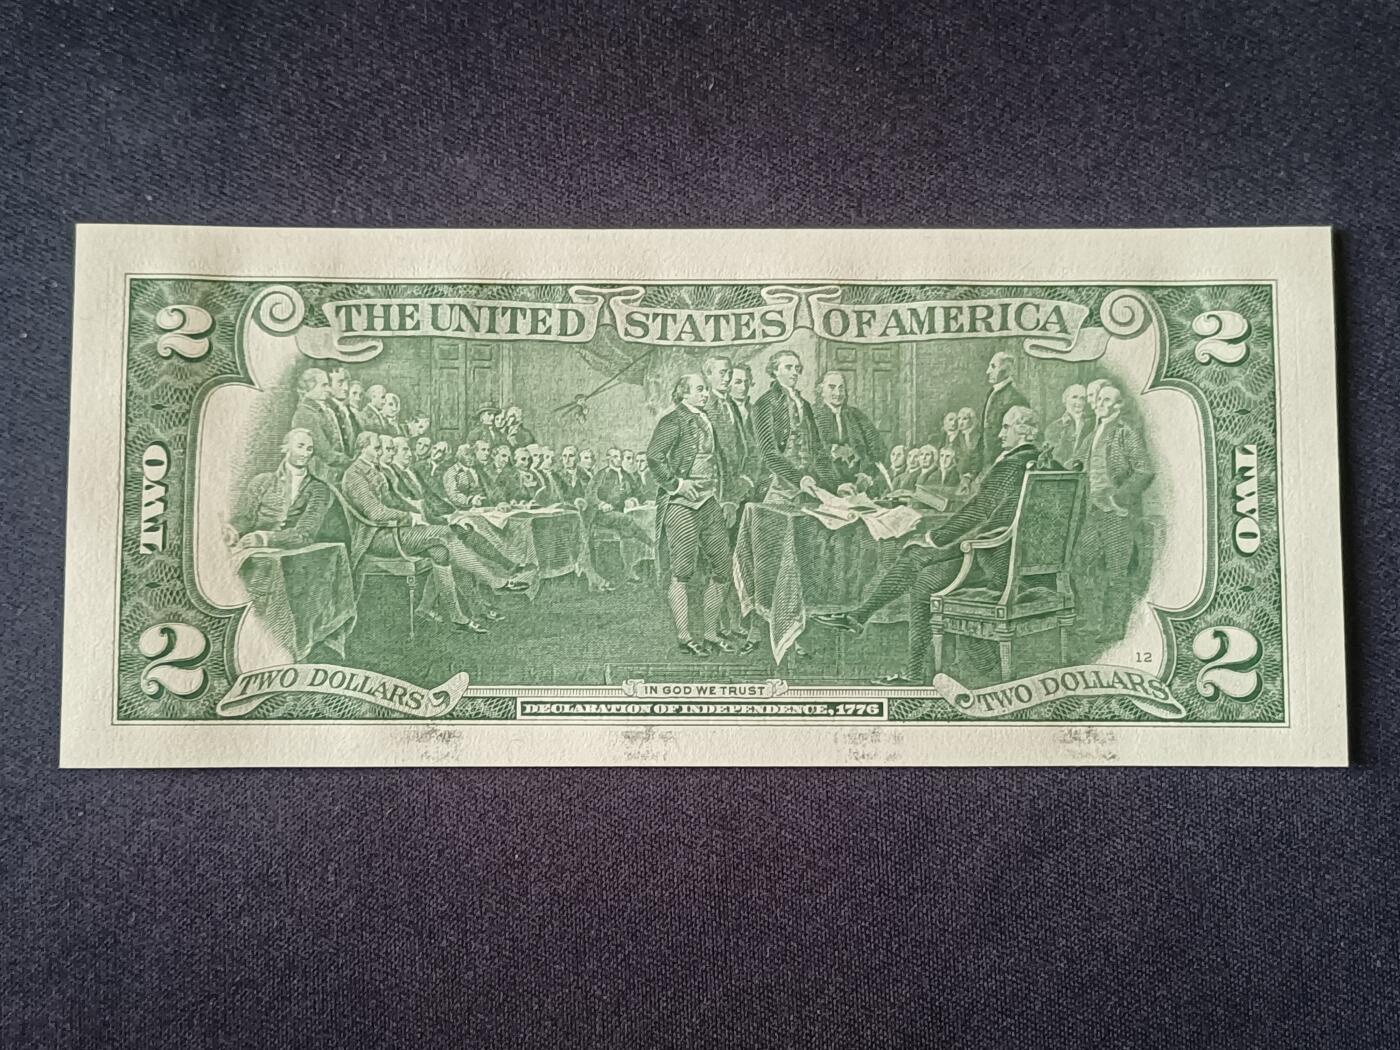 2 THE UNITED STATES OF AMERICA 2
TWO TWO
12
2 TWO DOLLARS IN GOD WE TRUST TWO DOLLARS 2
DECLARATION OF INDEPENDENCE, 1776